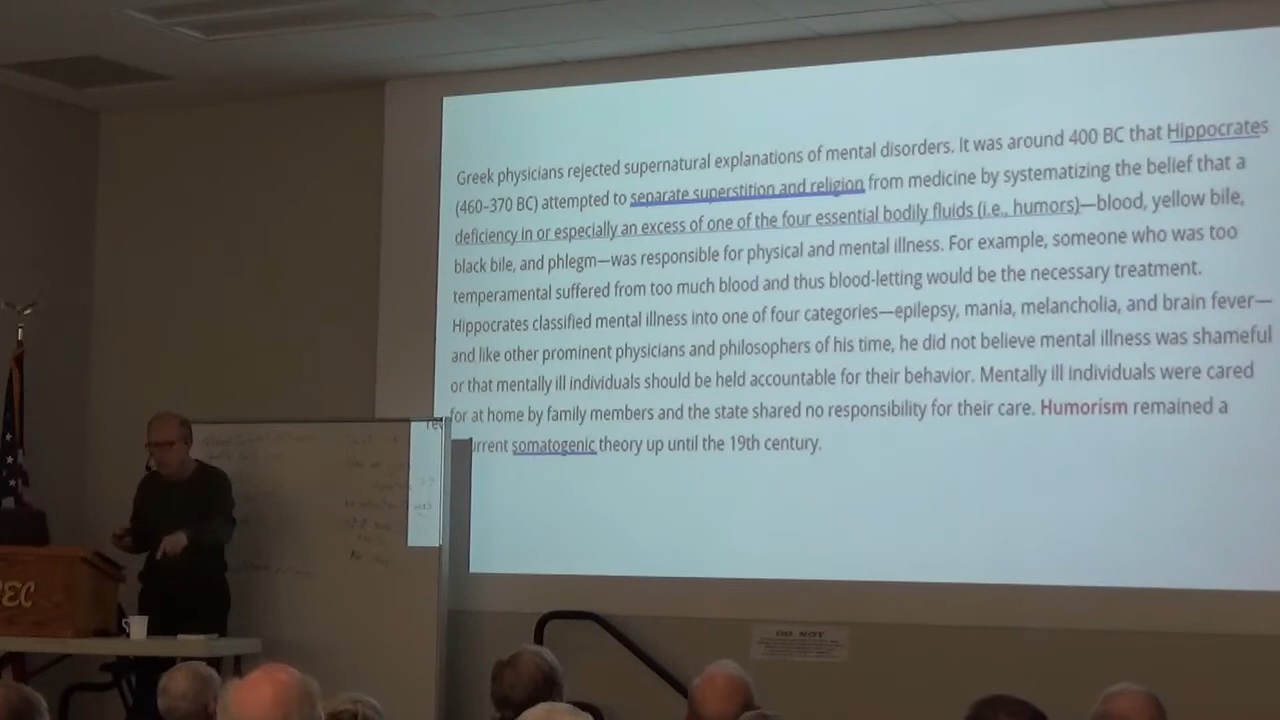 Greek physicians rejected supernatural explanations of mental disorders. It was around 400 BC that Hippocrates
(460–370 BC) attempted to separate superstition and religion from medicine by systematizing the belief that a
deficiency in or especially an excess of one of the four essential bodily fluids (i.e., humors)—blood, yellow bile,
black bile, and phlegm—was responsible for physical and mental illness. For example, someone who was too
temperamental suffered from too much blood and thus blood-letting would be the necessary treatment.
Hippocrates classified mental illness into one of four categories—epilepsy, mania, melancholia, and brain fever—
and like other prominent physicians and philosophers of his time, he did not believe mental illness was shameful
or that mentally ill individuals should be held accountable for their behavior. Mentally ill individuals were cared
for at home by family members and the state shared no responsibility for their care. Humorism remained a
urrent somatogenic theory up until the 19th century.
EC
DO NOT